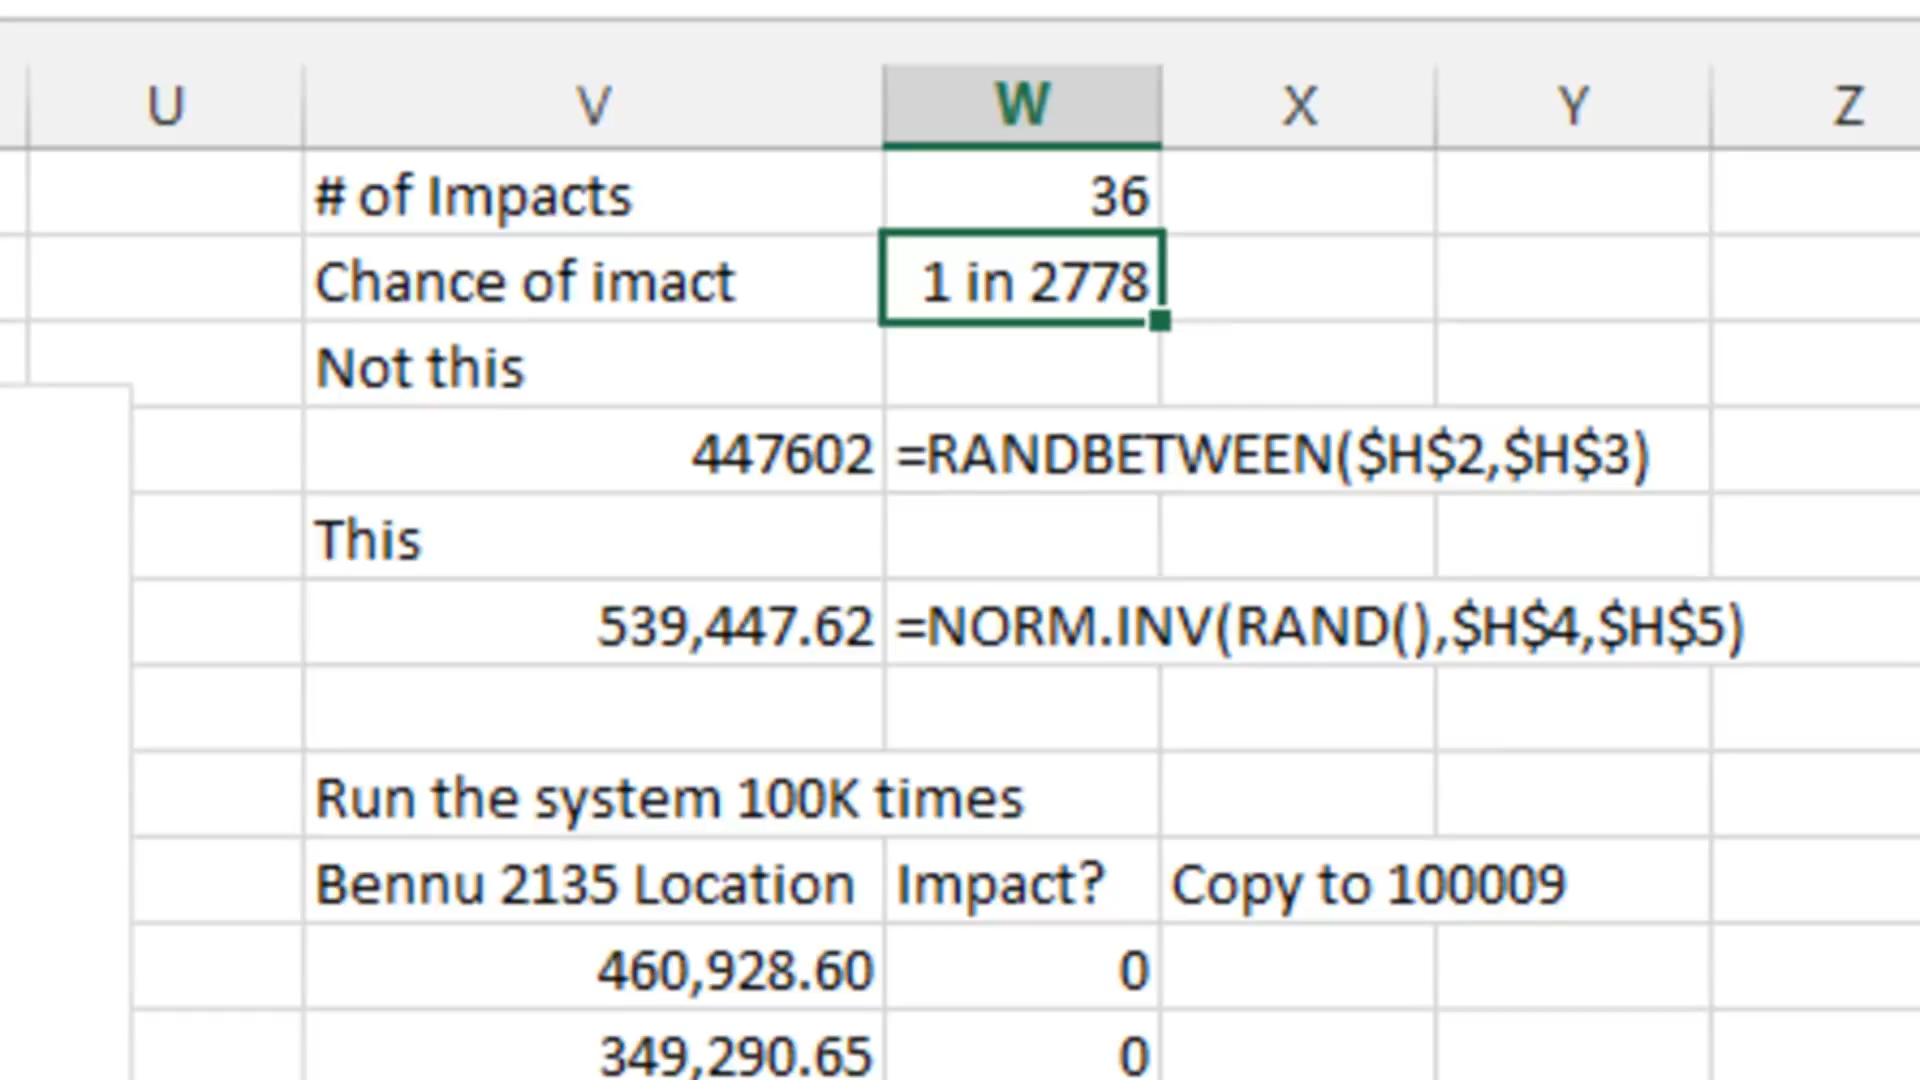 U V W X Y Z
# of Impacts 36
Chance of imact 1 in 2778
Not this
447602 =RANDBETWEEN($H$2,$H$3)
This
539,447.62 =NORM.INV(RAND(),$H$4,$H$5)
Run the system 100K times
Bennu 2135 Location Impact? Copy to 100009
460,928.60 0
349,290.65 0